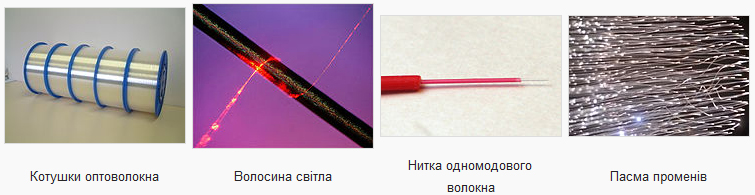 Котушки оптоволокна
Волосина світла
Нитка одномодового
волокна
Пасма променів